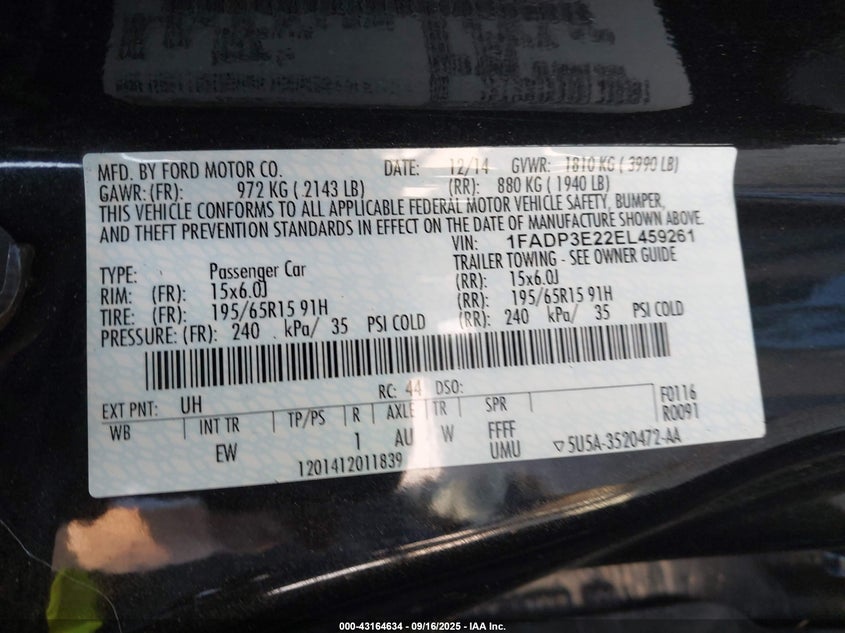 MFD. BY FORD MOTOR CO. DATE: 12/14 GVWR: 1810 KG ( 3990 LB)
GAWR: (FR): 972 KG ( 2143 LB) (RR): 880 KG ( 1940 LB)
THIS VEHICLE CONFORMS TO ALL APPLICABLE FEDERAL MOTOR VEHICLE SAFETY, BUMPER,
AND THEFT PREVENTION STANDARDS IN EFFECT ON THE DATE OF MANUFACTURE SHOWN ABOVE.
VIN: 1FADP3E22EL459261
TYPE: Passenger Car TRAILER TOWING - SEE OWNER GUIDE
RIM: (FR): 15x6.0J (RR): 15x6.0J
TIRE: (FR): 195/65R15 91H (RR): 195/65R15 91H
PRESSURE: (FR): 240 kPa/ 35 PSI COLD (RR): 240 kPa/ 35 PSI COLD
EXT PNT: UH RC: 44 DSO: F0116
WB INT TR TP/PS R AXLE TR SPR R0091
EW 1 AU W FFFF
UMU ▽5U5A-3520472-AA
1201412011839
000-43164634 - 09/16/2025 - IAA Inc.